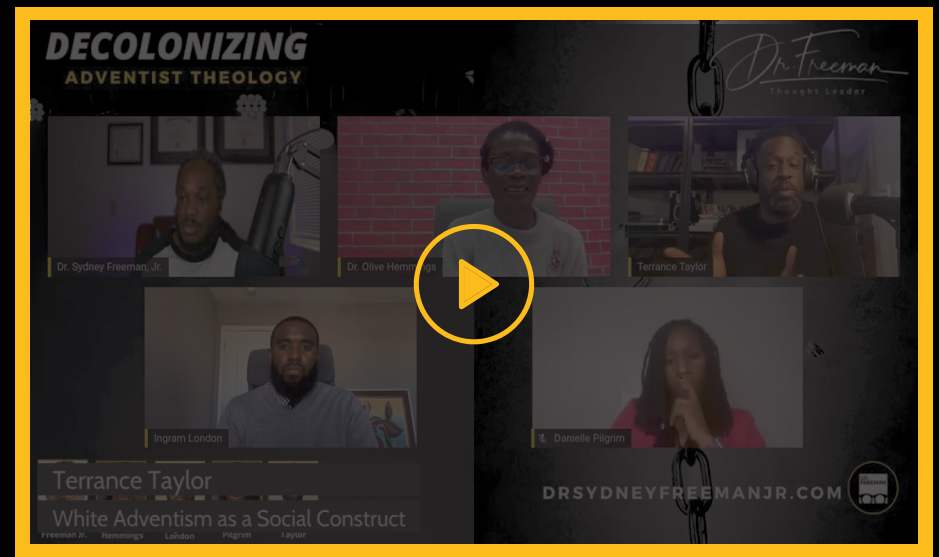 DECOLONIZING
ADVENTIST THEOLOGY
Dr. Freeman
Thought Leader
Dr. Sydney Freeman, Jr.
Dr. Olive Hemmings
Terrance Taylor
Ingram London
Danielle Pilgrim
Terrance Taylor
White Adventism as a Social Construct
Freeman Jr. Hemmings London Pilgrim Taylor
DRSYDNEYFREEMANJR.COM
FREEMAN